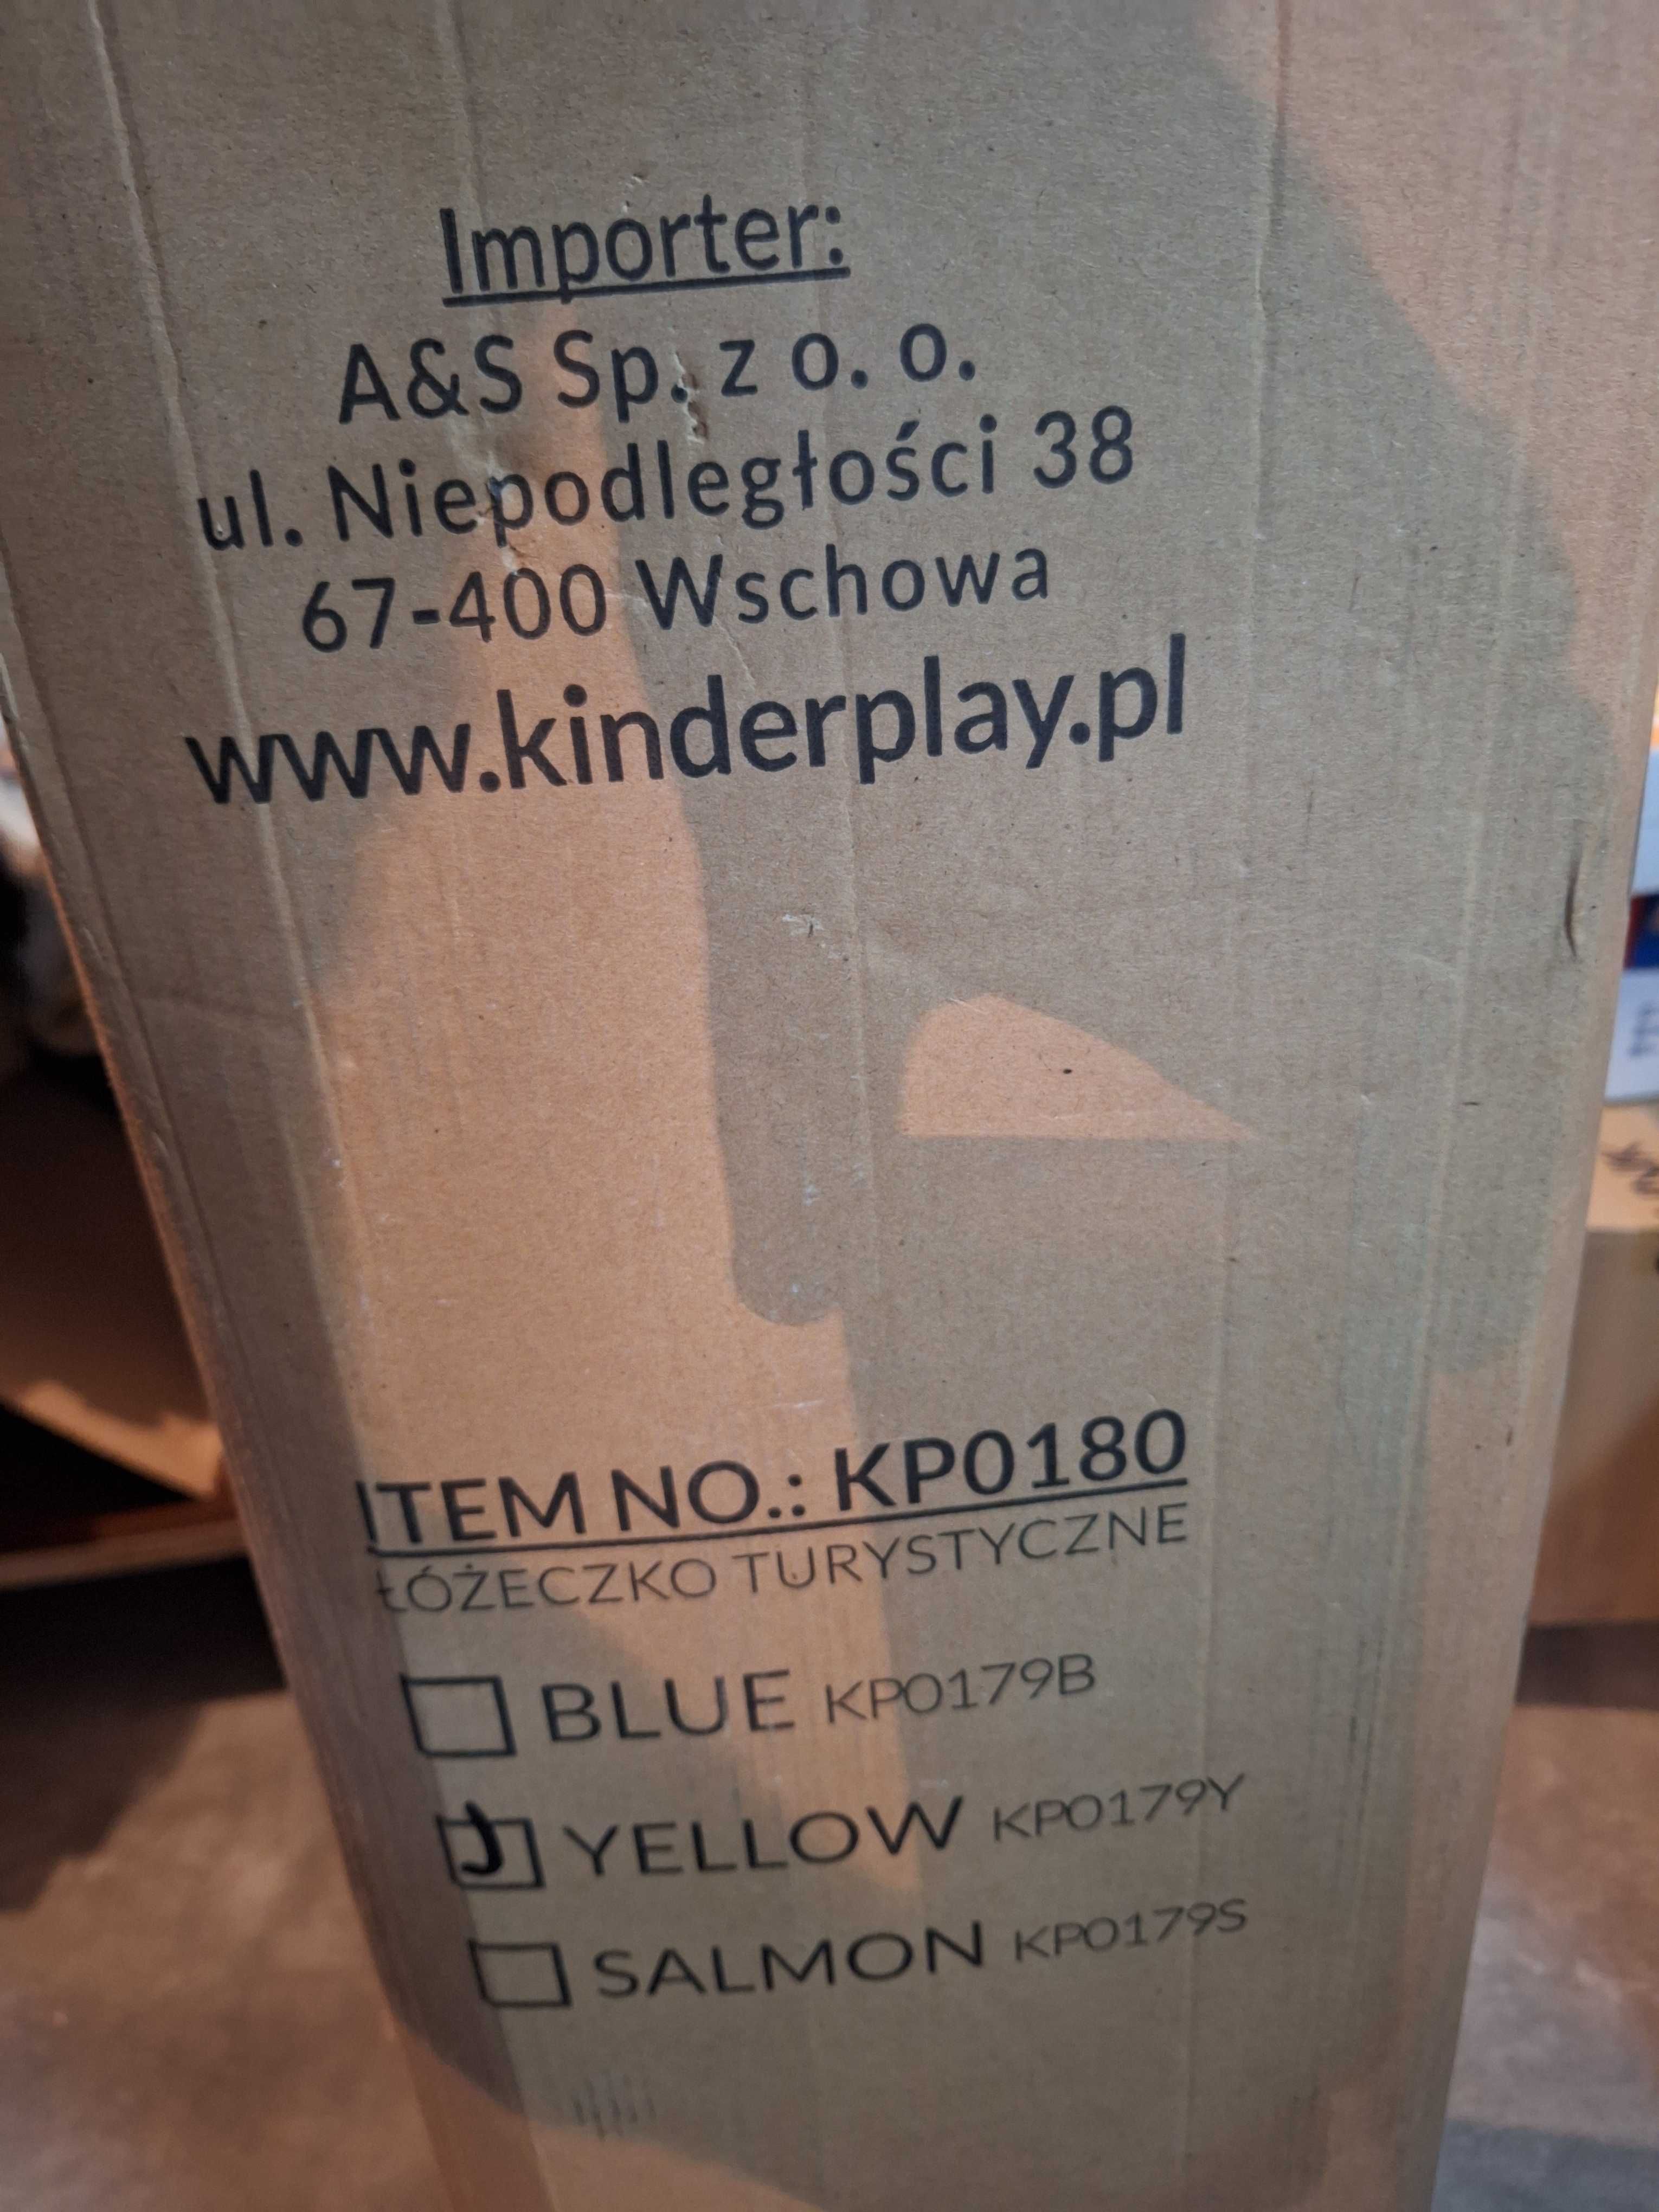 Importer:
A&S Sp. z o. o.
ul. Niepodległości 38
67-400 Wschowa
www.kinderplay.pl
ITEM NO.: KP0180
ŁÓŻECZKO TURYSTYCZNE
BLUE KP0179B
YELLOW KP0179Y
SALMON KP0179S